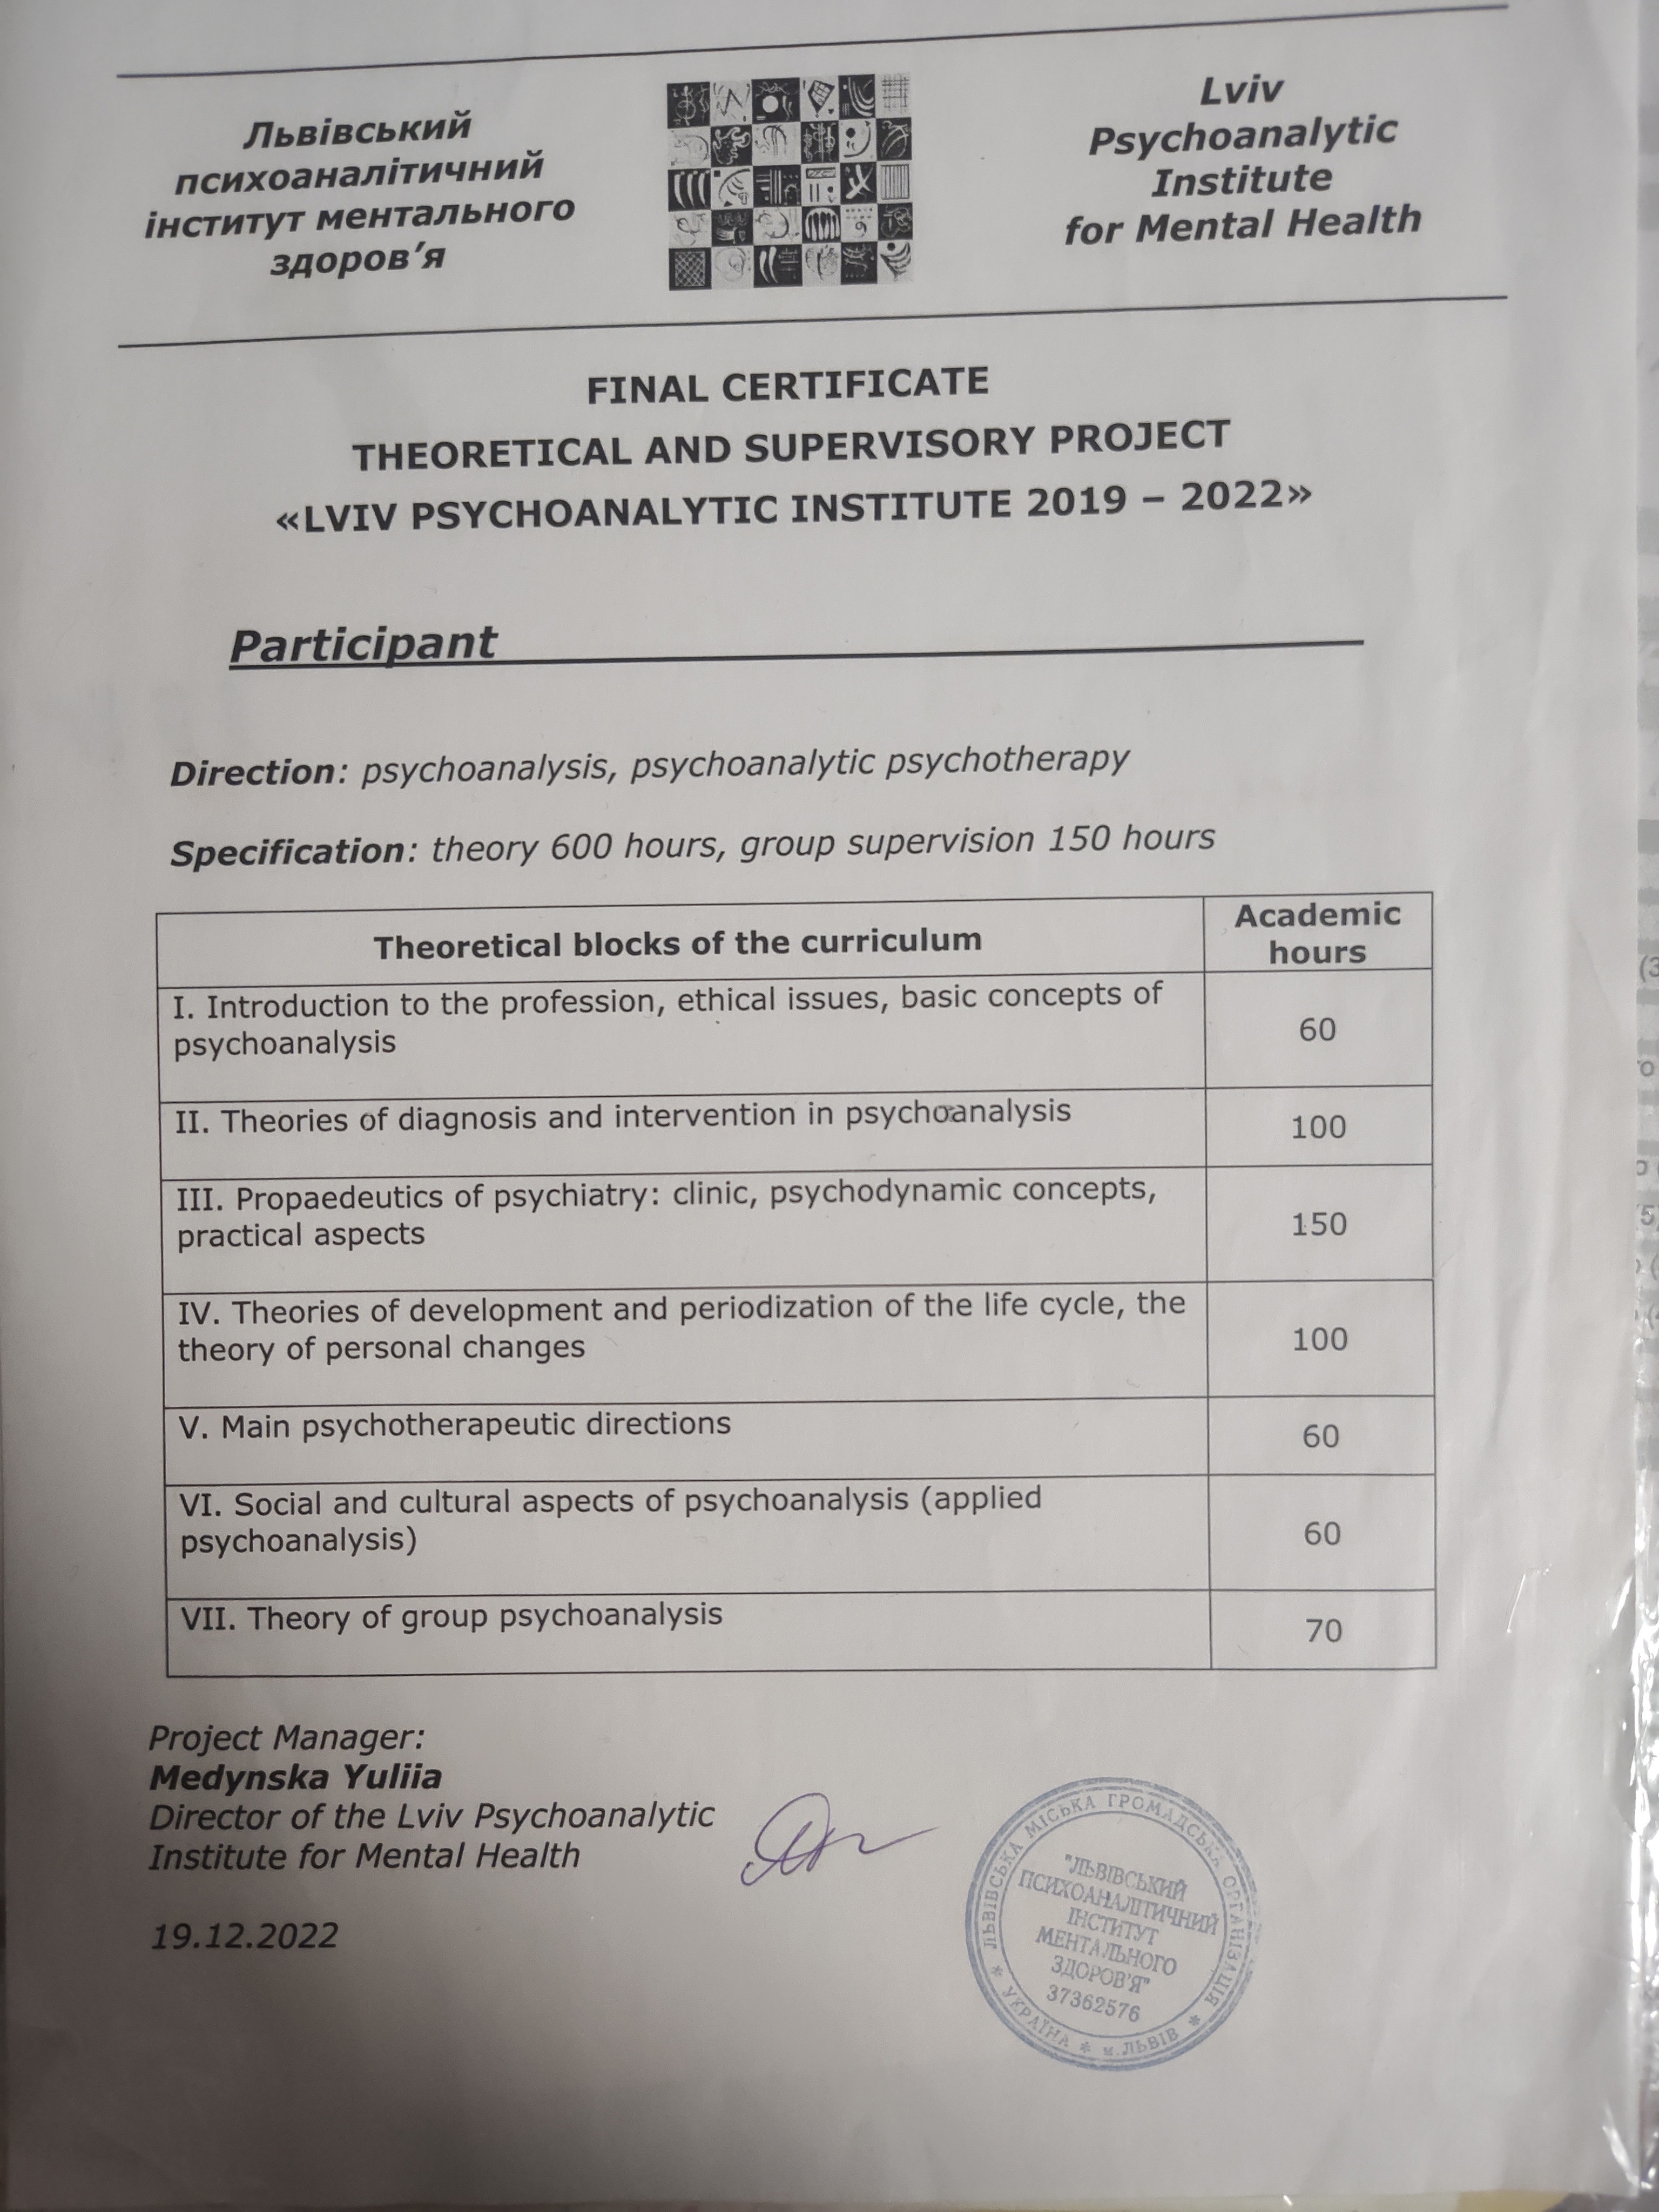 Львівський
психоаналітичний
інститут ментального
здоров’я
Lviv
Psychoanalytic
Institute
for Mental Health
FINAL CERTIFICATE
THEORETICAL AND SUPERVISORY PROJECT
«LVIV PSYCHOANALYTIC INSTITUTE 2019 – 2022»
Participant
Direction: psychoanalysis, psychoanalytic psychotherapy
Specification: theory 600 hours, group supervision 150 hours
Theoretical blocks of the curriculum
Academic
hours
I. Introduction to the profession, ethical issues, basic concepts of
psychoanalysis
60
II. Theories of diagnosis and intervention in psychoanalysis
100
III. Propaedeutics of psychiatry: clinic, psychodynamic concepts,
practical aspects
150
IV. Theories of development and periodization of the life cycle, the
theory of personal changes
100
V. Main psychotherapeutic directions
60
VI. Social and cultural aspects of psychoanalysis (applied
psychoanalysis)
60
VII. Theory of group psychoanalysis
70
Project Manager:
Medynska Yuliia
Director of the Lviv Psychoanalytic
Institute for Mental Health
19.12.2022
ЛЬВІВСЬКА МІСЬКА ГРОМАДСЬКА ОРГАНІЗАЦІЯ
"ЛЬВІВСЬКИЙ
ПСИХОАНАЛІТИЧНИЙ
ІНСТИТУТ
МЕНТАЛЬНОГО
ЗДОРОВ'Я"
37362576
* УКРАЇНА * м.ЛЬВІВ *